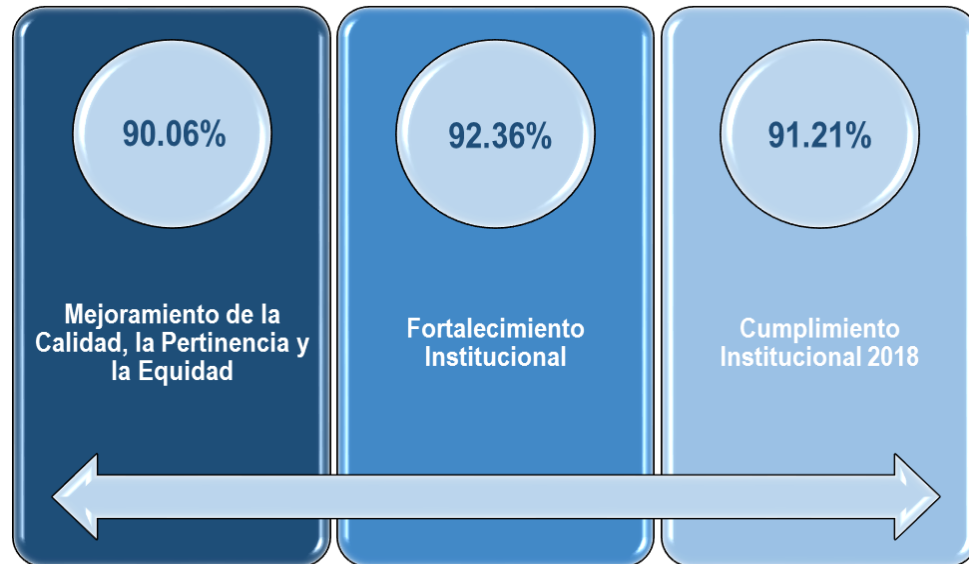 90.06%
Mejoramiento de la
Calidad, la Pertinencia y
la Equidad
92.36%
Fortalecimiento
Institucional
91.21%
Cumplimiento
Institucional 2018